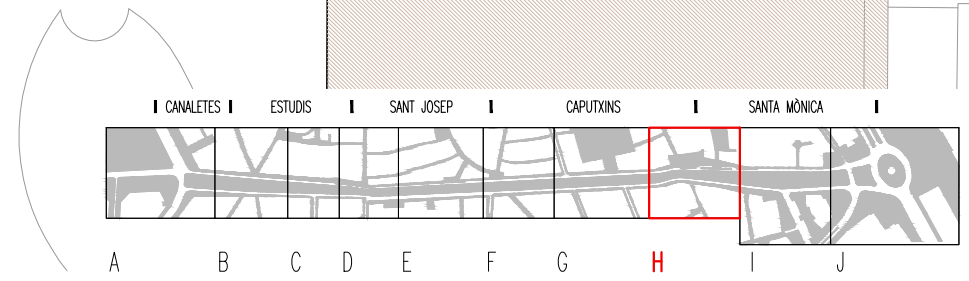 CANALETES ESTUDIS SANT JOSEP CAPUTXINS SANTA MÒNICA
A B C D E F G H I J